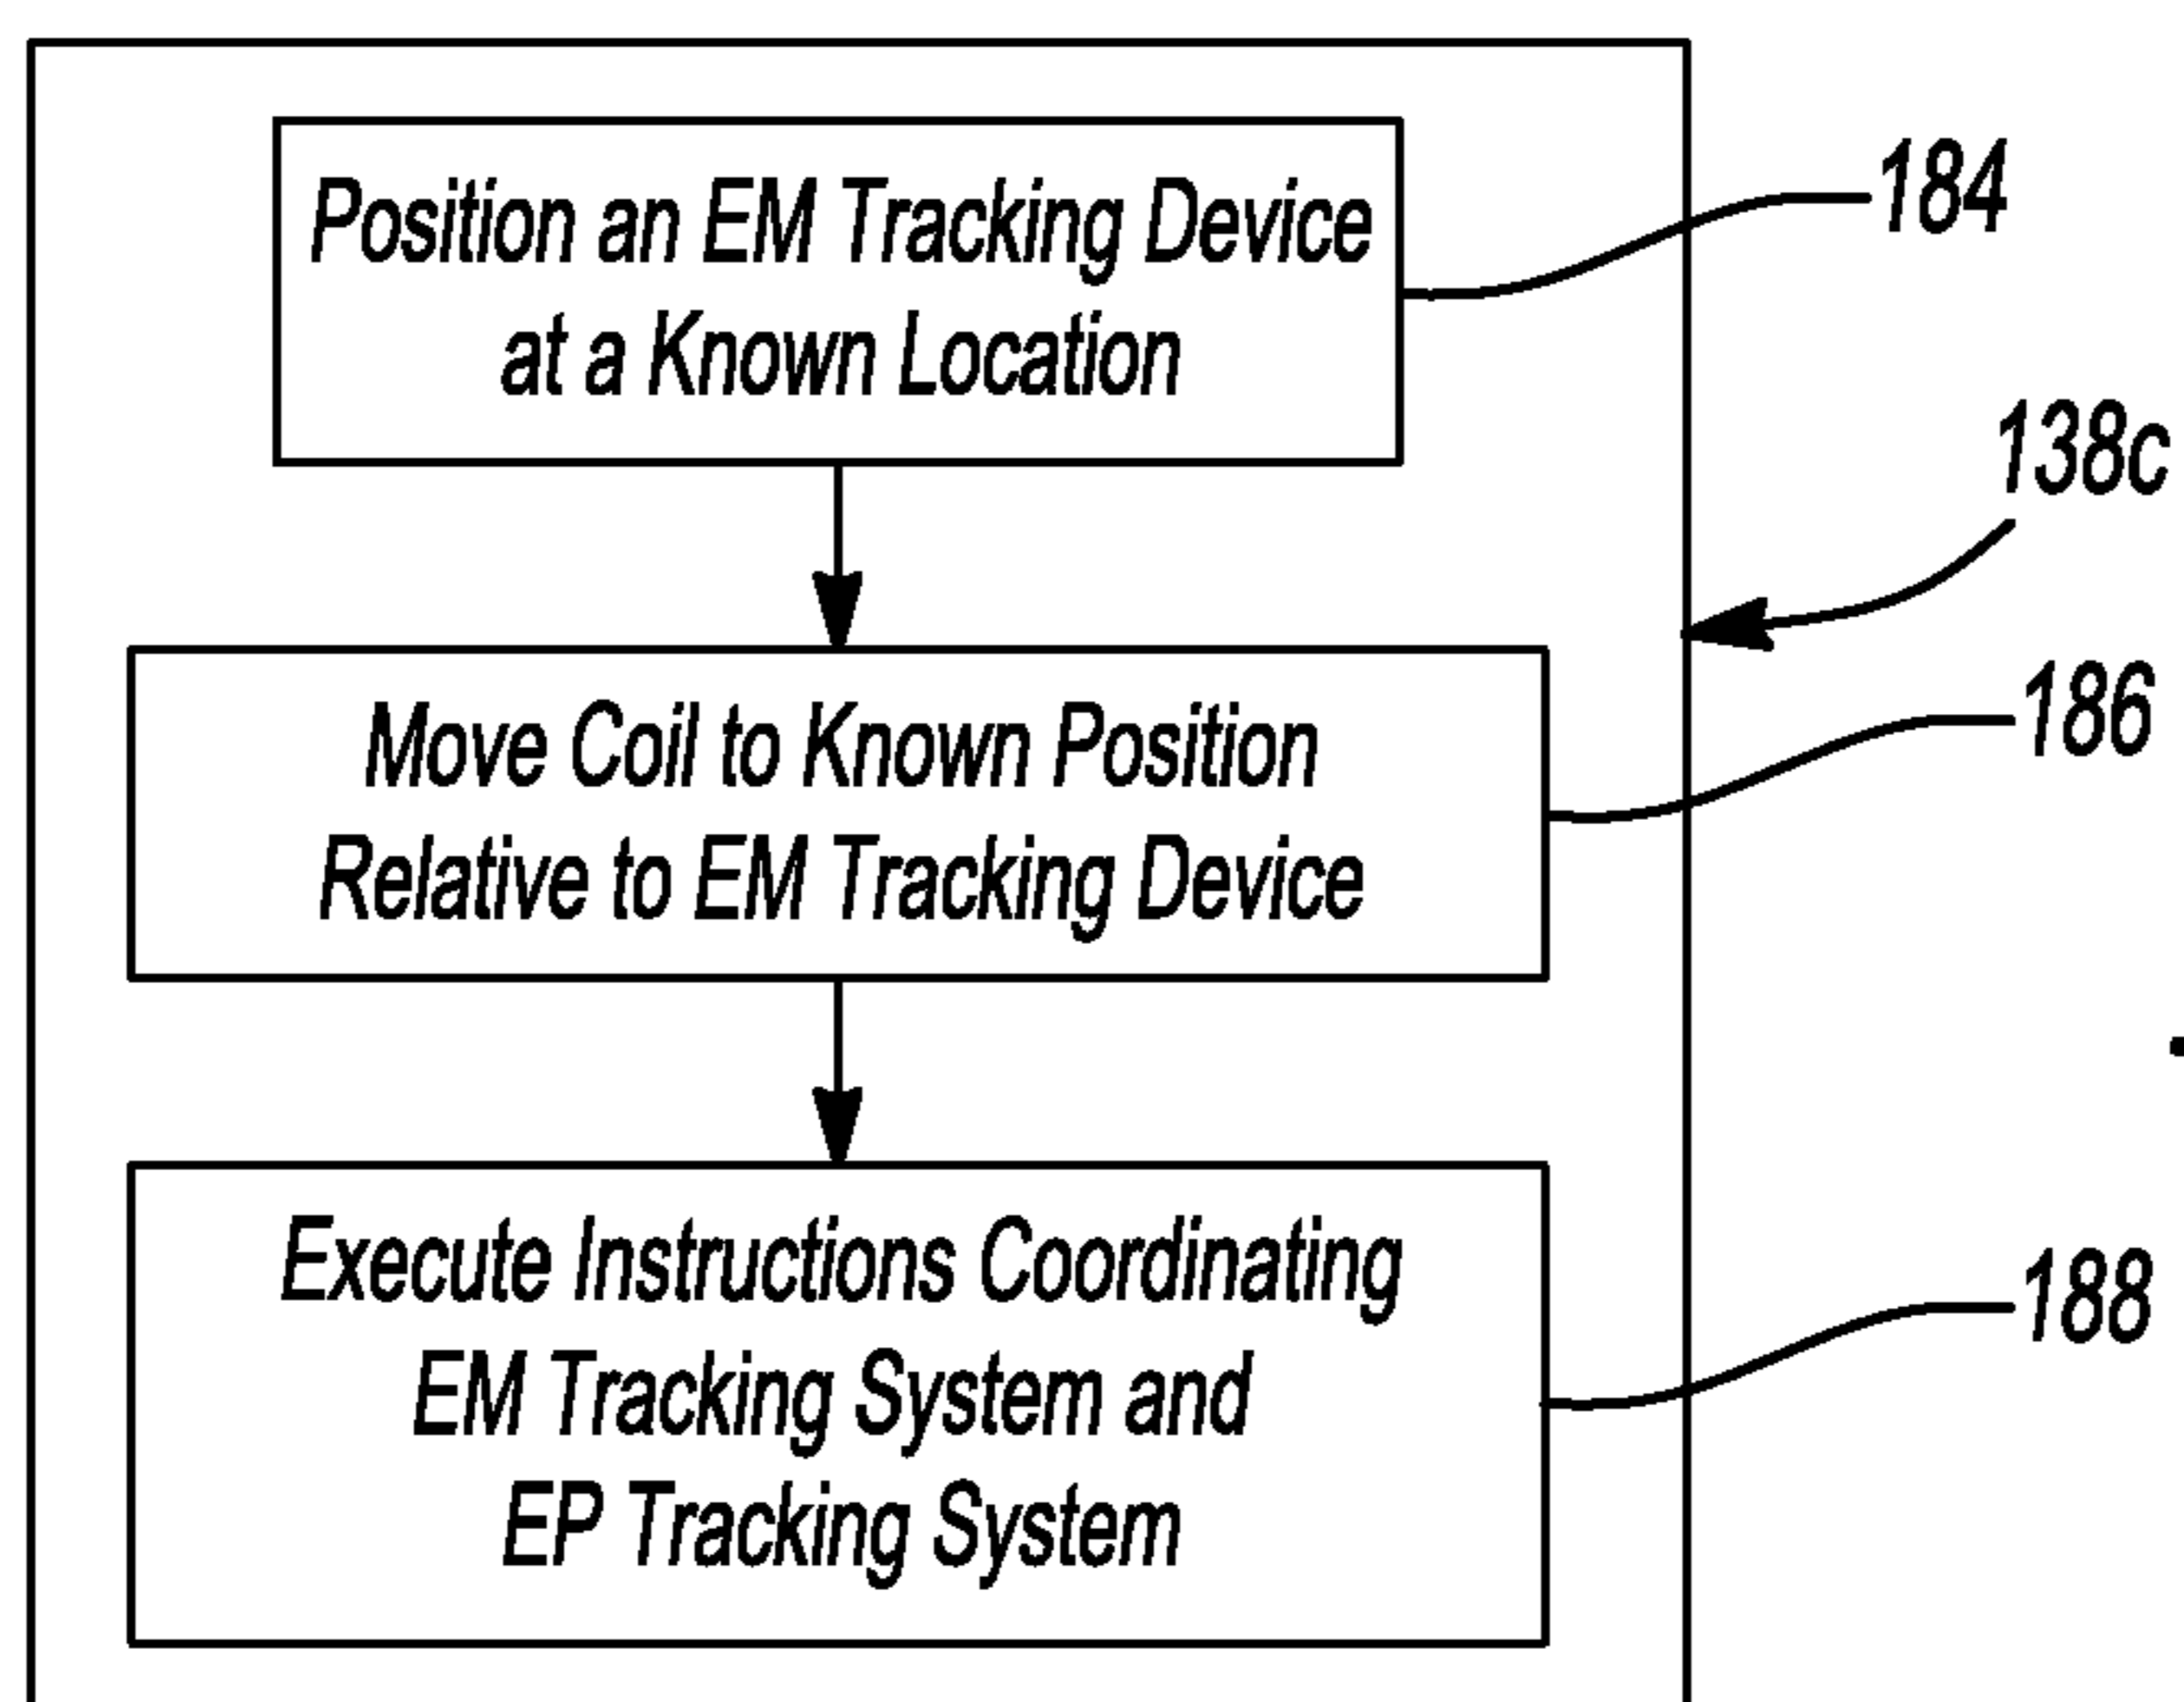 Position an EM Tracking Device
at a Known Location
184
138c
Move Coil to Known Position
Relative to EM Tracking Device
186
Execute Instructions Coordinating
EM Tracking System and
EP Tracking System
188